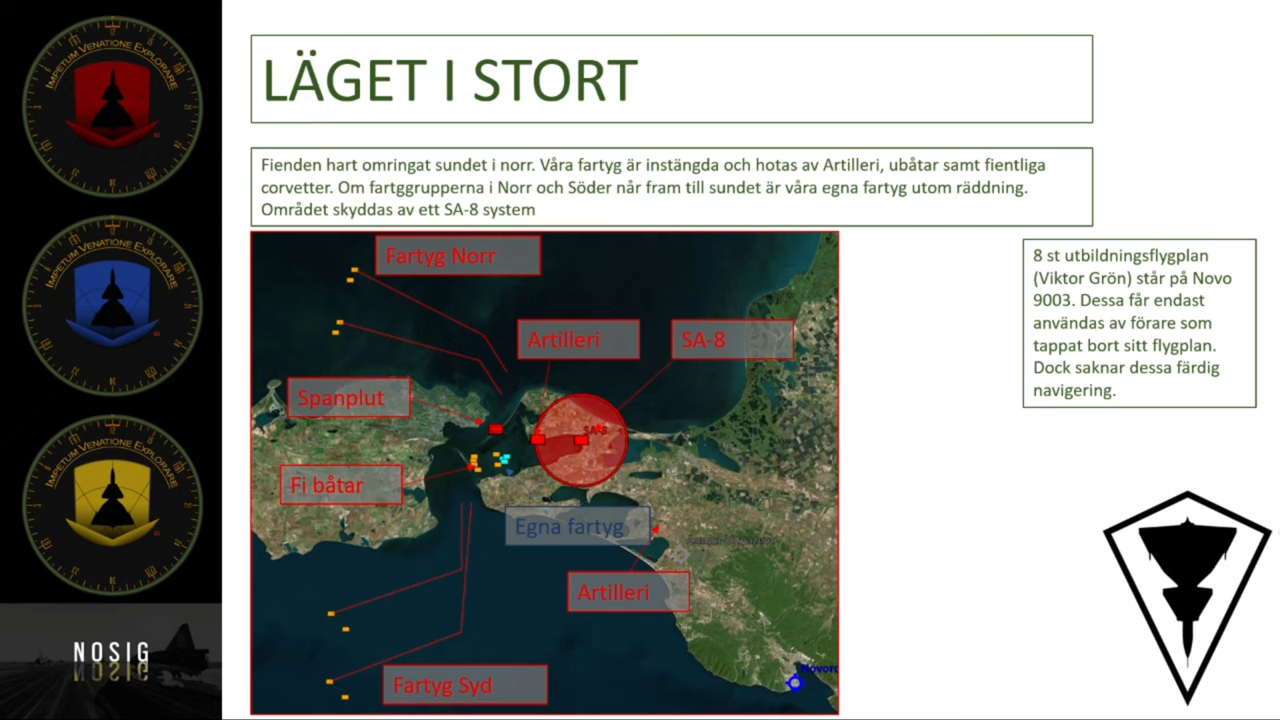 IMPETUM VENATIONE EXPLORARE
IMPETUM VENATIONE EXPLORARE
IMPETUM VENATIONE EXPLORARE
NOSIG
LÄGET I STORT
Fienden hart omringat sundet i norr. Våra fartyg är instängda och hotas av Artilleri, ubåtar samt fientliga
corvetter. Om fartggrupperna i Norr och Söder når fram till sundet är våra egna fartyg utom räddning.
Området skyddas av ett SA-8 system
Fartyg Norr
Artilleri
SA-8
Spanplut
SA-8
Fi båtar
Egna fartyg
Artilleri
Fartyg Syd
8 st utbildningsflygplan
(Viktor Grön) står på Novo
9003. Dessa får endast
användas av förare som
tappat bort sitt flygplan.
Dock saknar dessa färdig
navigering.